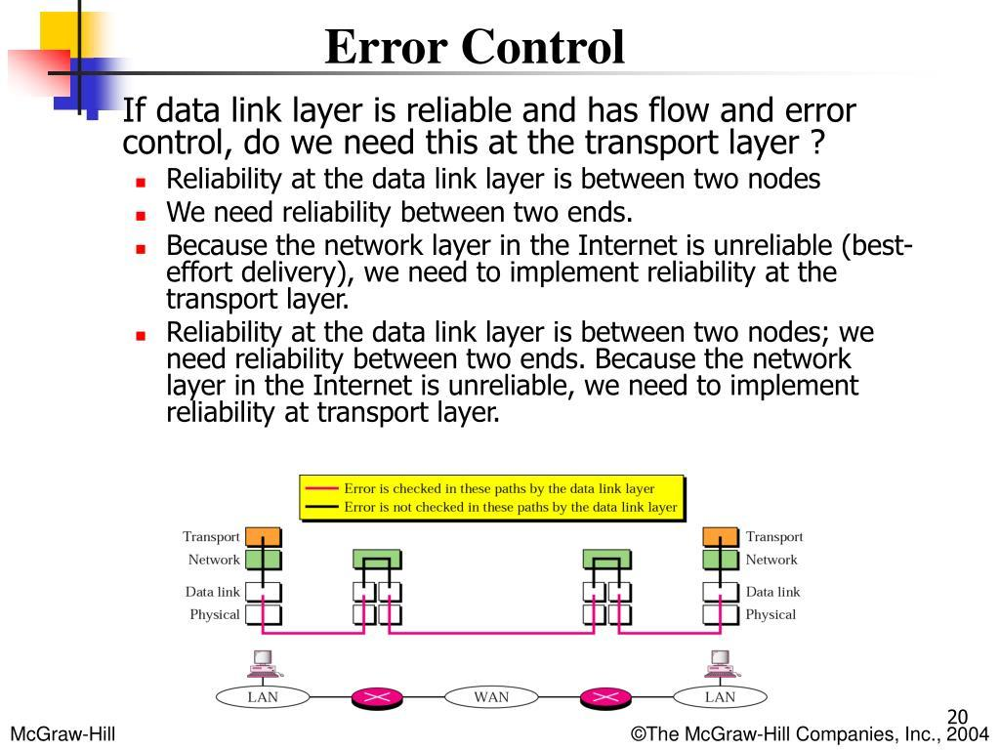 Error Control
If data link layer is reliable and has flow and error
control, do we need this at the transport layer ?
Reliability at the data link layer is between two nodes
We need reliability between two ends.
Because the network layer in the Internet is unreliable (best-
effort delivery), we need to implement reliability at the
transport layer.
Reliability at the data link layer is between two nodes; we
need reliability between two ends. Because the network
layer in the Internet is unreliable, we need to implement
reliability at transport layer.
Error is checked in these paths by the data link layer
Error is not checked in these paths by the data link layer
Transport Transport
Network Network
Data link Data link
Physical Physical
LAN WAN LAN
20
McGraw-Hill ©The McGraw-Hill Companies, Inc., 2004